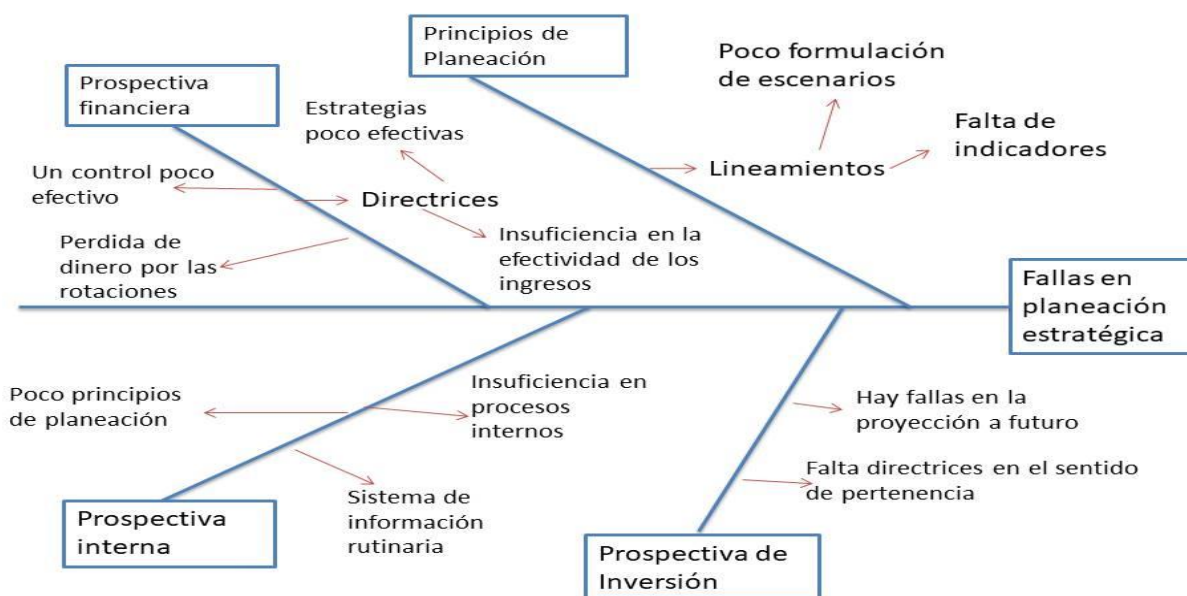 Principios de
Planeación
Poco formulación
de escenarios
Prospectiva
financiera
Estrategias
poco efectivas
Falta de
indicadores
Lineamientos
Un control poco
efectivo
Directrices
Perdida de
dinero por las
rotaciones
Insuficiencia en la
efectividad de los
ingresos
Fallas en
planeación
estratégica
Poco principios
de planeación
Insuficiencia en
procesos
internos
Hay fallas en la
proyección a futuro
Falta directrices en el sentido
de pertenencia
Sistema de
información
rutinaria
Prospectiva
interna
Prospectiva de
Inversión